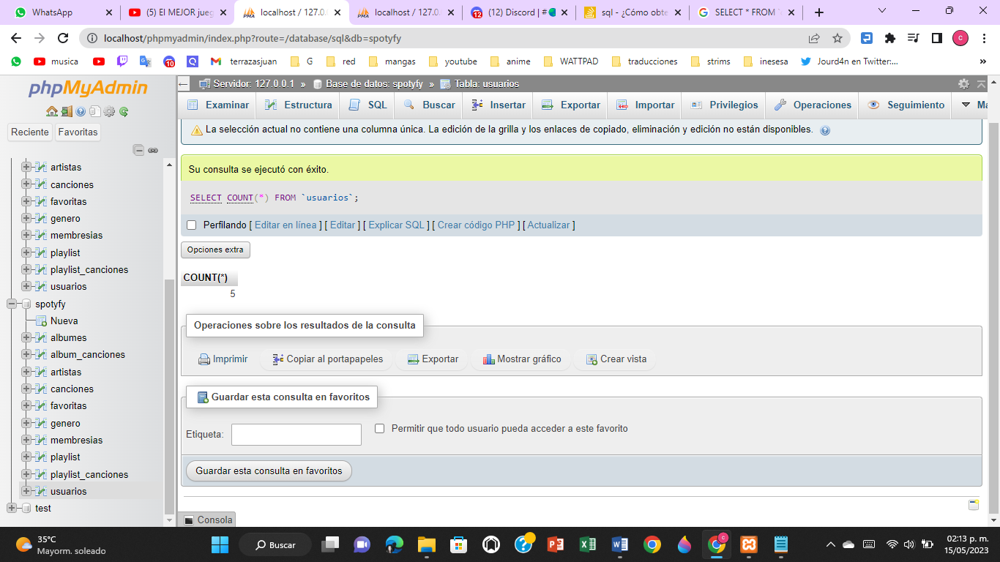 WhatsApp
(5) El MEJOR jueg
localhost / 127.0.
localhost / 127.0.
(12) Discord | #
sql - ¿Cómo obte
SELECT * FROM
localhost/phpmyadmin/index.php?route=/database/sql&db=spotyfy
musica
10
terrazasjuan
G
red
mangas
youtube
anime
WATTPAD
traducciones
strims
inesesa
Jourd4n en Twitter:...
»
phpMyAdmin
Reciente
Favoritas
artistas
canciones
favoritas
genero
membresias
playlist
playlist_canciones
usuarios
spotyfy
Nueva
albumes
album_canciones
artistas
canciones
favoritas
genero
membresias
playlist
playlist_canciones
usuarios
test
Servidor: 127.0.0.1 » Base de datos: spotyfy » Tabla: usuarios
Examinar Estructura SQL Buscar Insertar Exportar Importar Privilegios Operaciones Seguimiento Má
La selección actual no contiene una columna única. La edición de la grilla y los enlaces de copiado, eliminación y edición no están disponibles.
Su consulta se ejecutó con éxito.
SELECT COUNT(*) FROM `usuarios`;
Perfilando [ Editar en línea ] [ Editar ] [ Explicar SQL ] [ Crear código PHP ] [ Actualizar ]
Opciones extra
COUNT(*)
5
Operaciones sobre los resultados de la consulta
Imprimir Copiar al portapapeles Exportar Mostrar gráfico Crear vista
Guardar esta consulta en favoritos
Etiqueta: Permitir que todo usuario pueda acceder a este favorito
Guardar esta consulta en favoritos
Consola
35°C
Mayorm. soleado
Buscar
02:13 p. m.
15/05/2023